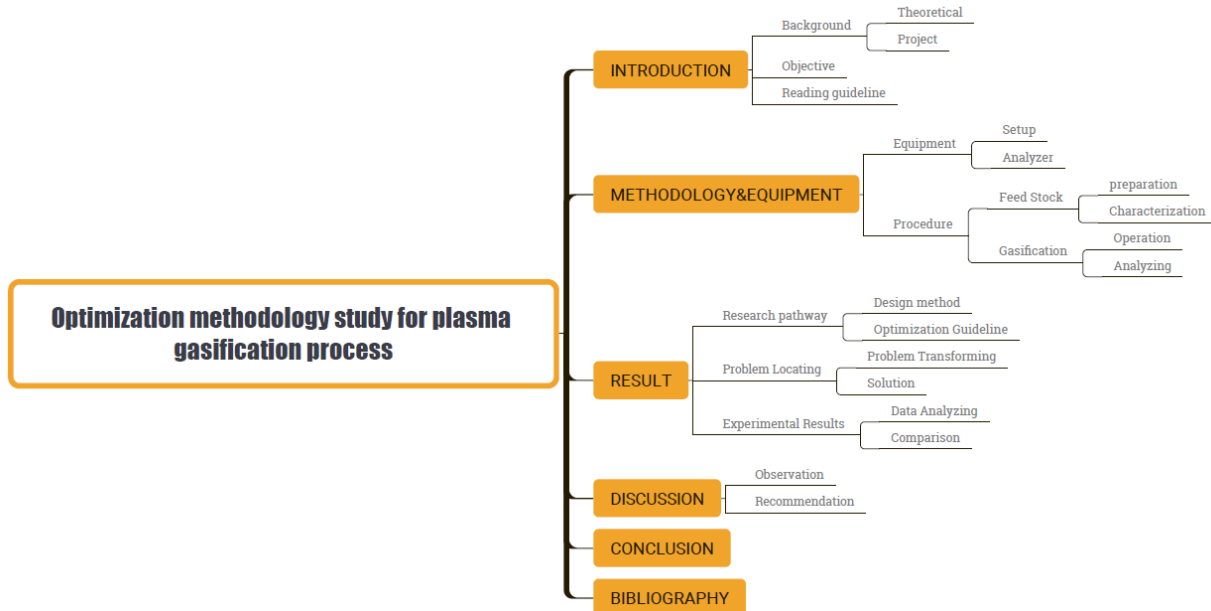 Optimization methodology study for plasma
gasification process
INTRODUCTION
Background
Theoretical
Project
Objective
Reading guideline
METHODOLOGY&EQUIPMENT
Equipment
Setup
Analyzer
Procedure
Feed Stock
preparation
Characterization
Gasification
Operation
Analyzing
RESULT
Research pathway
Design method
Optimization Guideline
Problem Locating
Problem Transforming
Solution
Experimental Results
Data Analyzing
Comparison
DISCUSSION
Observation
Recommendation
CONCLUSION
BIBLIOGRAPHY